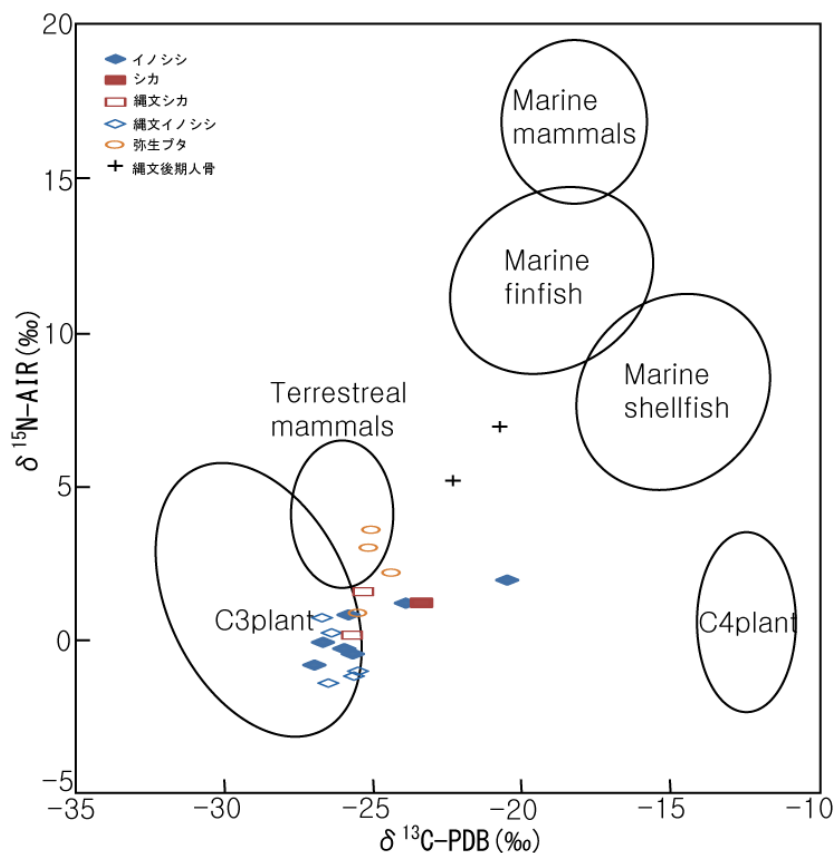 20
イノシシ
シカ
縄文シカ
縄文イノシシ
弥生ブタ
縄文後期人骨
Marine
mammals
15
Marine
finfish
10
Marine
shellfish
Terrestreal
mammals
5
C3plant
C4plant
0
-5
-35
-30
-25
-20
-15
-10
δ ¹⁵N-AIR(‰)
δ ¹³C-PDB(‰)